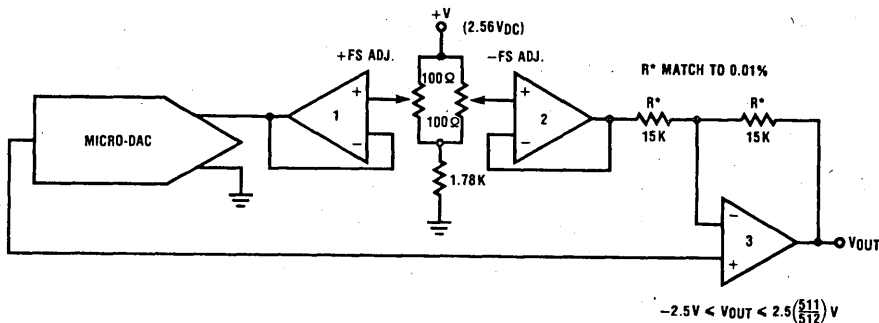 +V
(2.56VDC)
+FS ADJ.
−FS ADJ.
R* MATCH TO 0.01%
100Ω
100Ω
+
−
1
+
−
2
R*
15K
R*
15K
MICRO-DAC
1.78K
−
+
3
VOUT
−2.5V < VOUT < 2.5(511/512) V